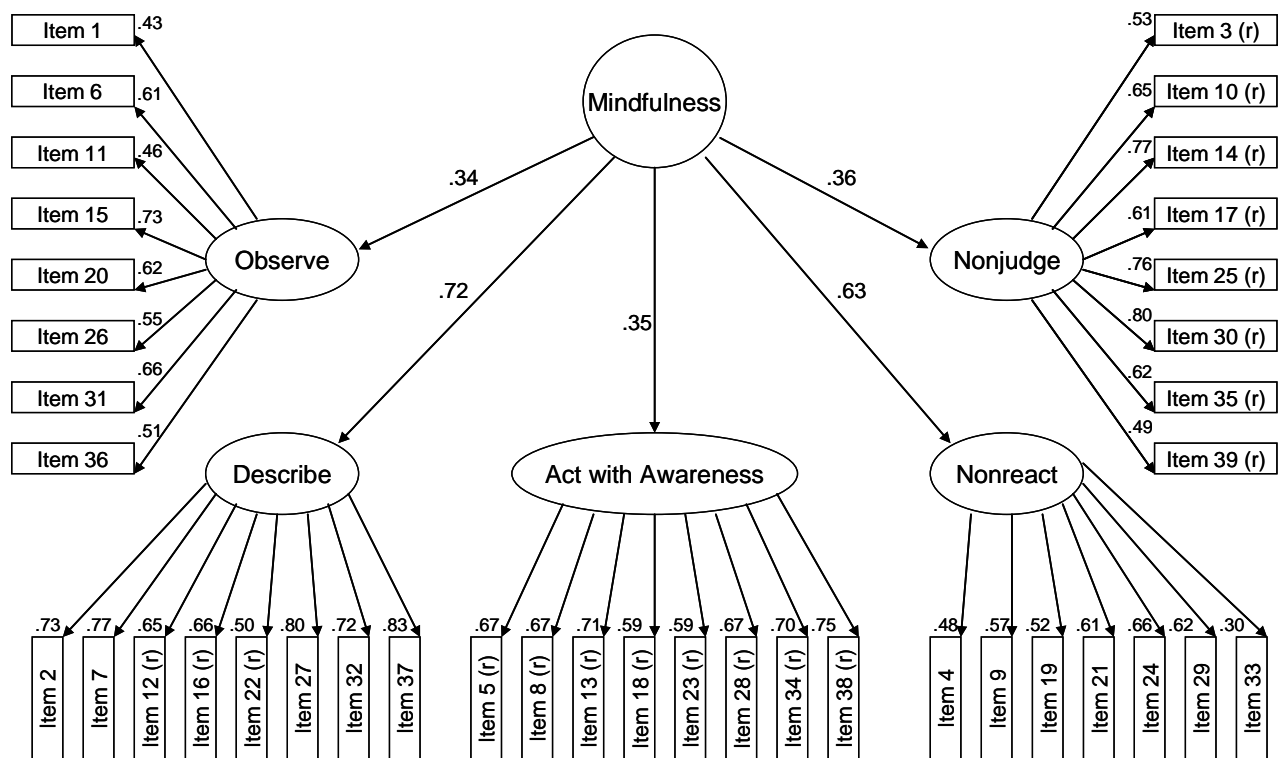 Mindfulness
.34
.72
.35
.63
.36
Observe
Item 1
.43
Item 6
.61
Item 11
.46
Item 15
.73
Item 20
.62
Item 26
.55
Item 31
.66
Item 36
.51
Nonjudge
.53
Item 3 (r)
.65
Item 10 (r)
.77
Item 14 (r)
.61
Item 17 (r)
.76
Item 25 (r)
.80
Item 30 (r)
.62
Item 35 (r)
.49
Item 39 (r)
Describe
.73
Item 2
.77
Item 7
.65
Item 12 (r)
.66
Item 16 (r)
.50
Item 22 (r)
.80
Item 27
.72
Item 32
.83
Item 37
Act with Awareness
.67
Item 5 (r)
.67
Item 8 (r)
.71
Item 13 (r)
.59
Item 18 (r)
.59
Item 23 (r)
.67
Item 28 (r)
.70
Item 34 (r)
.75
Item 38 (r)
Nonreact
.48
Item 4
.57
Item 9
.52
Item 19
.61
Item 21
.66
Item 24
.62
Item 29
.30
Item 33